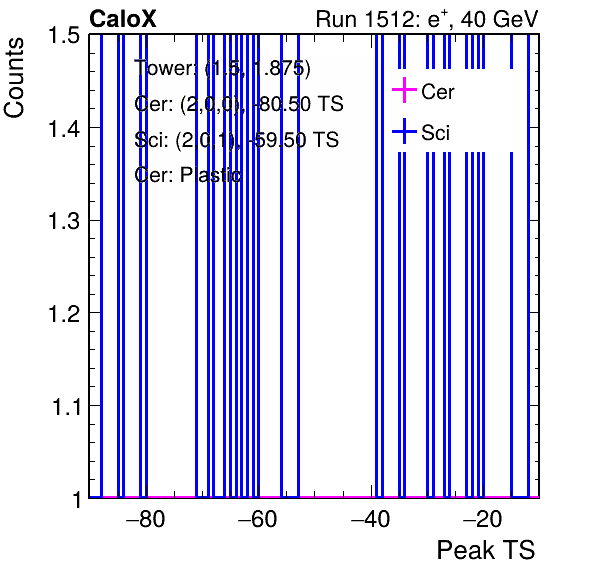 CaloX Run 1512: e⁺, 40 GeV
Counts
1.5
1.4
1.3
1.2
1.1
1
Tower: (1.5, 1.875)
Cer: (2,0,0), -80.50 TS
Sci: (2,0,1), -59.50 TS
Cer: Plastic
Cer
Sci
−80 −60 −40 −20
Peak TS